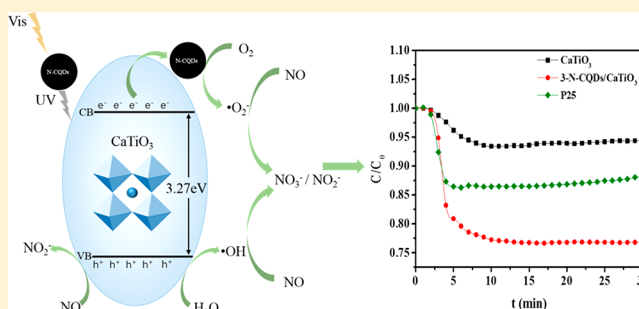 Vis
N-CQDs
UV
CB
e⁻ e⁻ e⁻ e⁻ e⁻
CaTiO₃
3.27eV
VB
h⁺ h⁺ h⁺ h⁺ h⁺
NO₂⁻
NO
N-CQDs
O₂
•O₂⁻
NO
NO₃⁻ / NO₂⁻
•OH
NO
H₂O
1.10
1.05
1.00
0.95
0.90
0.85
0.80
0.75
C/C₀
CaTiO₃
3-N-CQDs/CaTiO₃
P25
0 5 10 15 20 25
t (min)